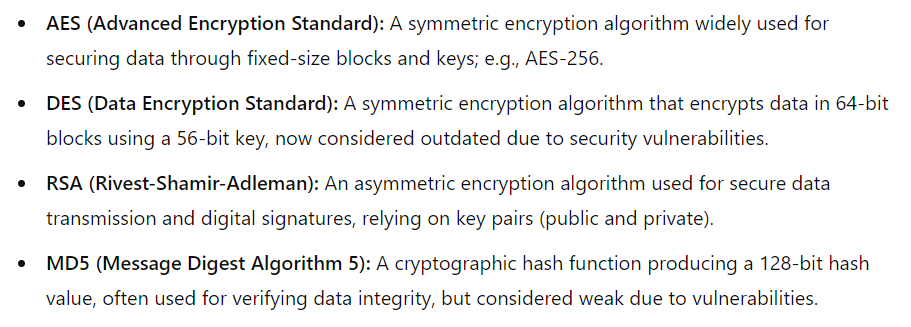 • AES (Advanced Encryption Standard): A symmetric encryption algorithm widely used for
securing data through fixed-size blocks and keys; e.g., AES-256.
• DES (Data Encryption Standard): A symmetric encryption algorithm that encrypts data in 64-bit
blocks using a 56-bit key, now considered outdated due to security vulnerabilities.
• RSA (Rivest-Shamir-Adleman): An asymmetric encryption algorithm used for secure data
transmission and digital signatures, relying on key pairs (public and private).
• MD5 (Message Digest Algorithm 5): A cryptographic hash function producing a 128-bit hash
value, often used for verifying data integrity, but considered weak due to vulnerabilities.